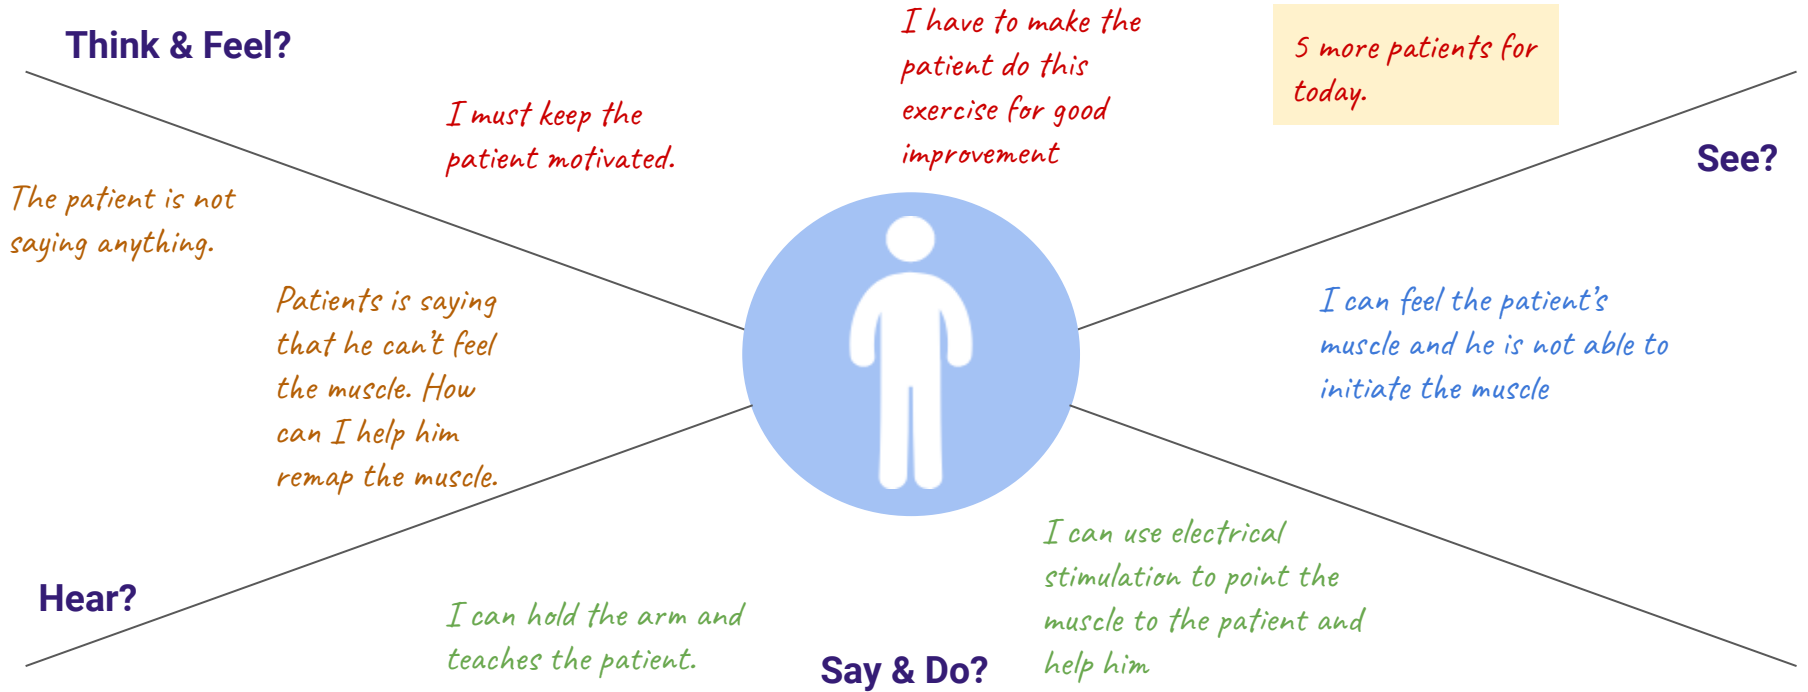 Think & Feel?
I must keep the
patient motivated.
I have to make the
patient do this
exercise for good
improvement
5 more patients for
today.
See?
I can feel the patient's
muscle and he is not able to
initiate the muscle
The patient is not
saying anything.
Patients is saying
that he can't feel
the muscle. How
can I help him
remap the muscle.
Hear?
I can hold the arm and
teaches the patient.
Say & Do?
I can use electrical
stimulation to point the
muscle to the patient and
help him